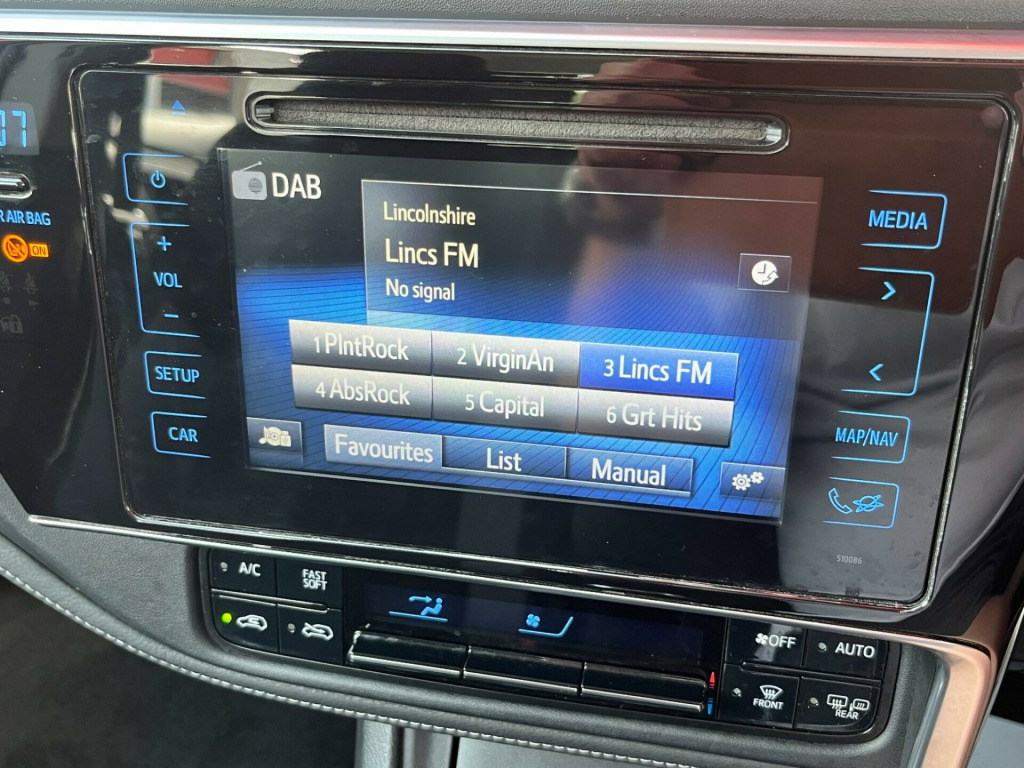 07
R AIR BAG
ON
DAB
Lincolnshire
Lincs FM
No signal
1 PlntRock
2 VirginAn
3 Lincs FM
4 AbsRock
5 Capital
6 Grt Hits
Favourites
List
Manual
+
VOL
-
SETUP
CAR
MEDIA
>
<
MAP/NAV
510086
A/C
FAST
SOFT
OFF
AUTO
FRONT
REAR